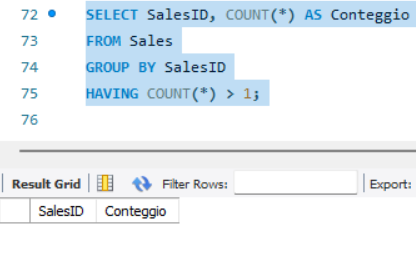 72 SELECT SalesID, COUNT(*) AS Conteggio
73 FROM Sales
74 GROUP BY SalesID
75 HAVING COUNT(*) > 1;
76
Result Grid Filter Rows: Export:
SalesID Conteggio